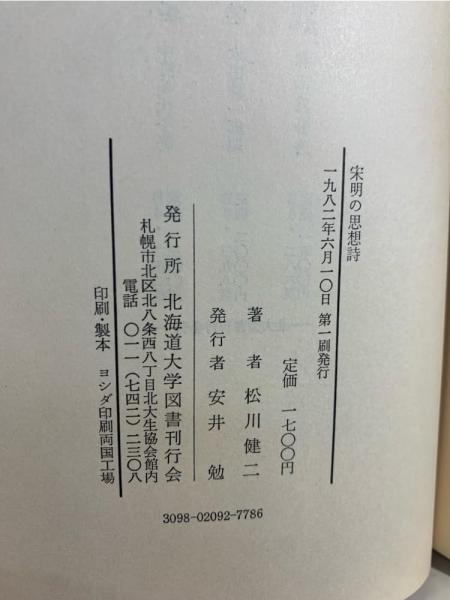 宋明の思想詩
一九八二年六月一〇日 第一刷発行
定価 一七〇〇円
著者 松川健二
発行者 安井勉
発行所 北海道大学図書刊行会
札幌市北区北八条西八丁目北大生協会館内
電話 〇一一(七四二)二三〇八
印刷・製本 ヨシダ印刷両国工場
3098-02092-7786